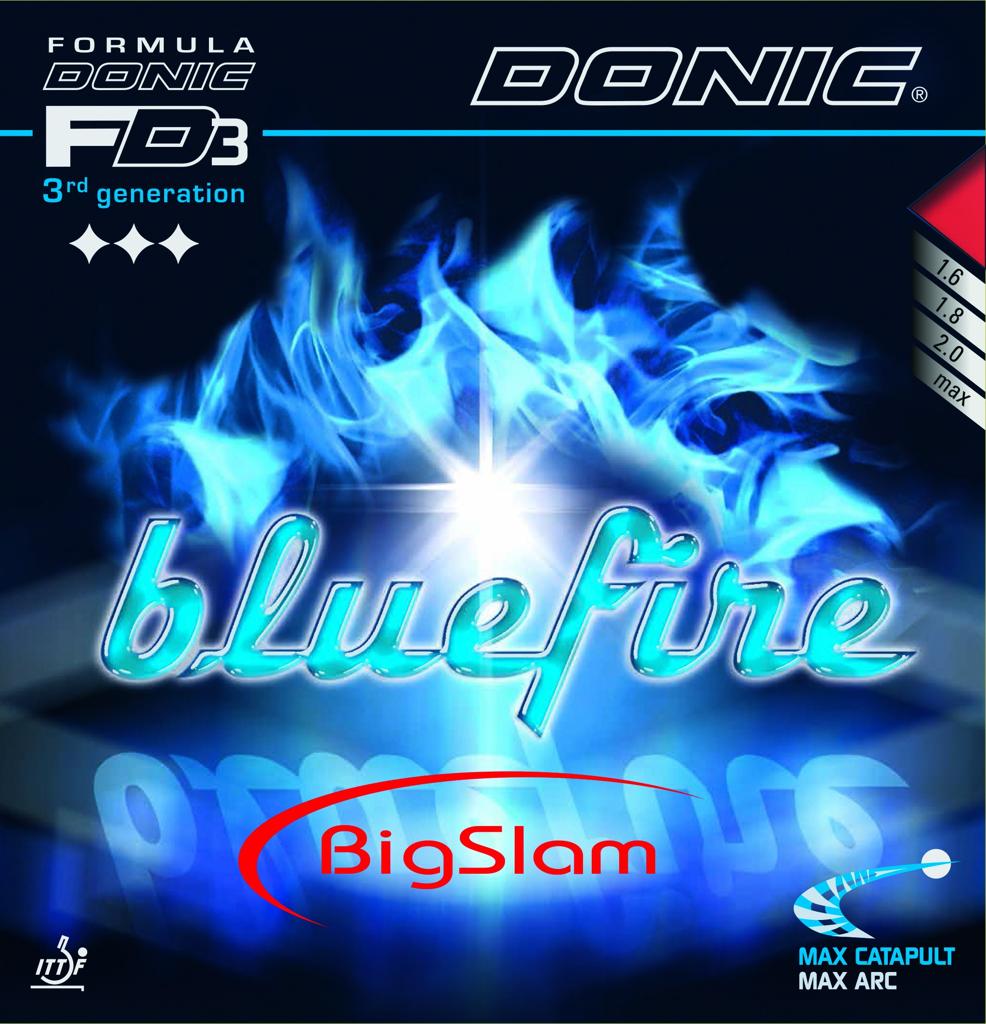 FORMULA
DONIC
FD3
3rd generation
DONIC®
1.6
1.8
2.0
max
bluefire
BigSlam
ITTF
MAX CATAPULT
MAX ARC